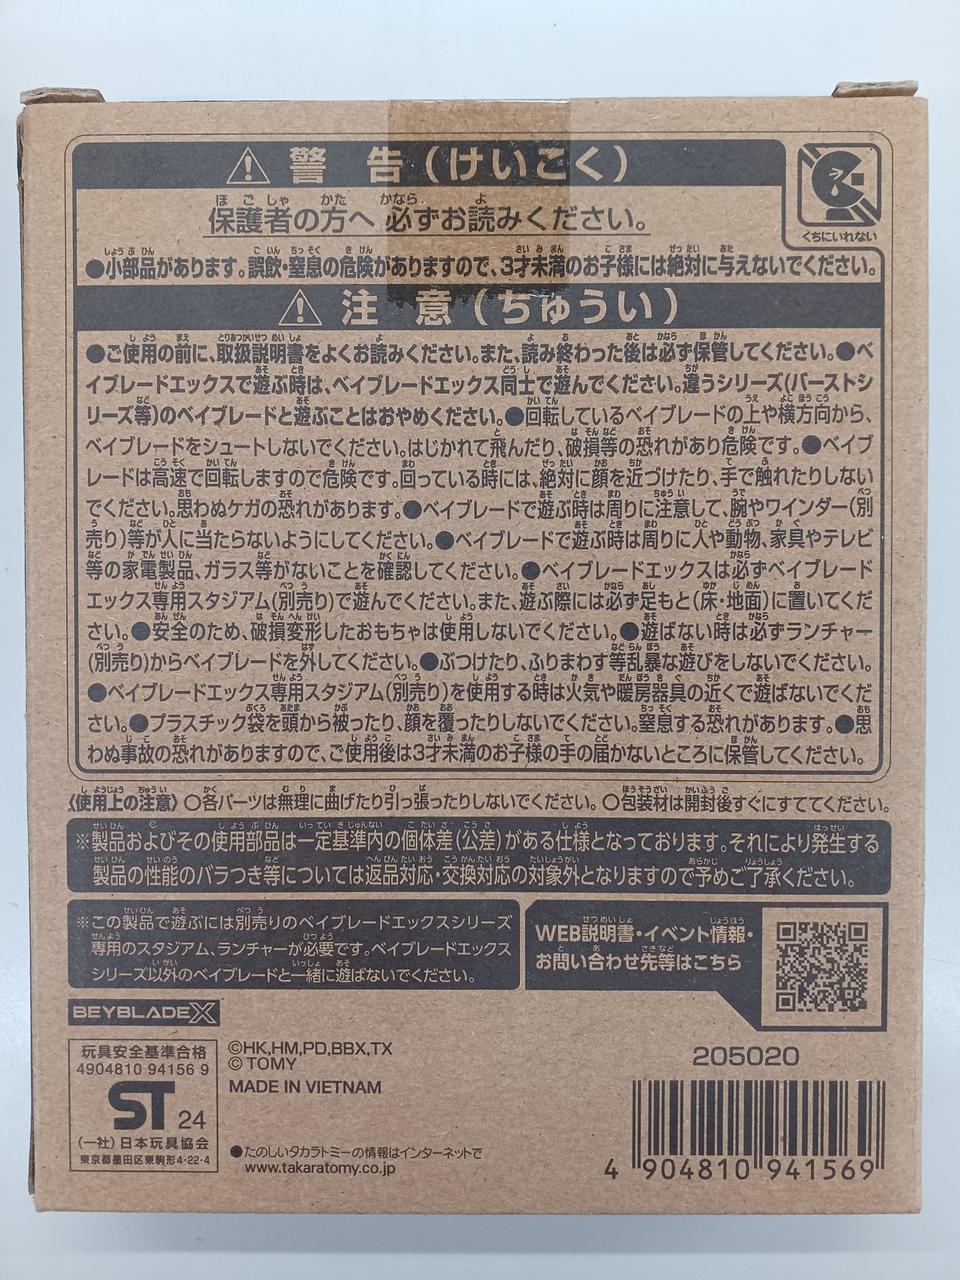 警告(けいこく)
保護者の方へ 必ずお読みください。
くちにいれない
●小部品があります。誤飲・窒息の危険がありますので、3才未満のお子様には絶対に与えないでください。
注意(ちゅうい)
●ご使用の前に、取扱説明書をよくお読みください。また、読み終わった後は必ず保管してください。●ベ
イブレードエックスで遊ぶ時は、ベイブレードエックス同士で遊んでください。違うシリーズ(バーストシ
リーズ等)のベイブレードと遊ぶことはおやめください。●回転しているベイブレードの上や横方向から、
ベイブレードをシュートしないでください。はじかれて飛んだり、破損等の恐れがあり危険です。●ベイブ
レードは高速で回転しますので危険です。回っている時には、絶対に顔を近づけたり、手で触れたりしない
でください。思わぬケガの恐れがあります。●ベイブレードで遊ぶ時は周りに注意して、腕やワインダー(別
売り)等が人に当たらないようにしてください。●ベイブレードで遊ぶ時は周りに人や動物、家具やテレビ
等の家電製品、ガラス等がないことを確認してください。●ベイブレードエックスは必ずベイブレード
エックス専用スタジアム(別売り)で遊んでください。また、遊ぶ際には必ず足もと(床・地面)に置いてくだ
さい。●安全のため、破損変形したおもちゃは使用しないでください。●遊ばない時は必ずランチャー
(別売り)からベイブレードを外してください。●ぶつけたり、ふりまわす等乱暴な遊びをしないでください。
●ベイブレードエックス専用スタジアム(別売り)を使用する時は火気や暖房器具の近くで遊ばないでくだ
さい。●プラスチック袋を頭から被ったり、顔を覆ったりしないでください。窒息する恐れがあります。●思
わぬ事故の恐れがありますので、ご使用後は3才未満のお子様の手の届かないところに保管してください。
〈使用上の注意〉○各パーツは無理に曲げたり引っ張ったりしないでください。○包装材は開封後すぐにすててください。
※製品およびその使用部品は一定基準内の個体差(公差)がある仕様となっております。それにより発生する
製品の性能のバラつき等については返品対応・交換対応の対象外となりますので予めご了承ください。
※この製品で遊ぶには別売りのベイブレードエックスシリーズ
専用のスタジアム、ランチャーが必要です。ベイブレードエックス
シリーズ以外のベイブレードと一緒に遊ばないでください。
WEB説明書・イベント情報・
お問い合わせ先等はこちら
BEYBLADE X
玩具安全基準合格
4904810 94156 9
ST 24
(一社)日本玩具協会
東京都墨田区東駒形4-22-4
©HK,HM,PD,BBX,TX
© TOMY
MADE IN VIETNAM
●たのしいタカラトミーの情報はインターネットで
www.takaratomy.co.jp
205020
4 904810 941569